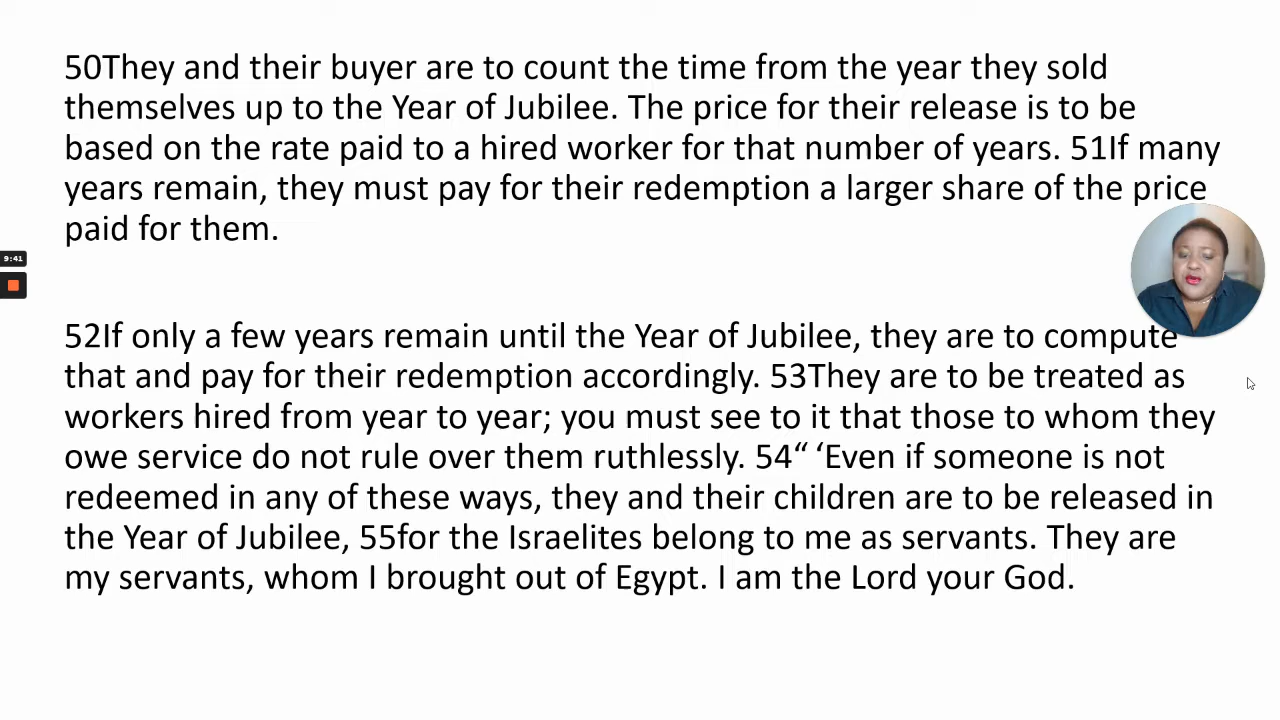 50They and their buyer are to count the time from the year they sold
themselves up to the Year of Jubilee. The price for their release is to be
based on the rate paid to a hired worker for that number of years. 51If many
years remain, they must pay for their redemption a larger share of the price
paid for them.
9:41
52If only a few years remain until the Year of Jubilee, they are to compute
that and pay for their redemption accordingly. 53They are to be treated as
workers hired from year to year; you must see to it that those to whom they
owe service do not rule over them ruthlessly. 54“ ‘Even if someone is not
redeemed in any of these ways, they and their children are to be released in
the Year of Jubilee, 55for the Israelites belong to me as servants. They are
my servants, whom I brought out of Egypt. I am the Lord your God.